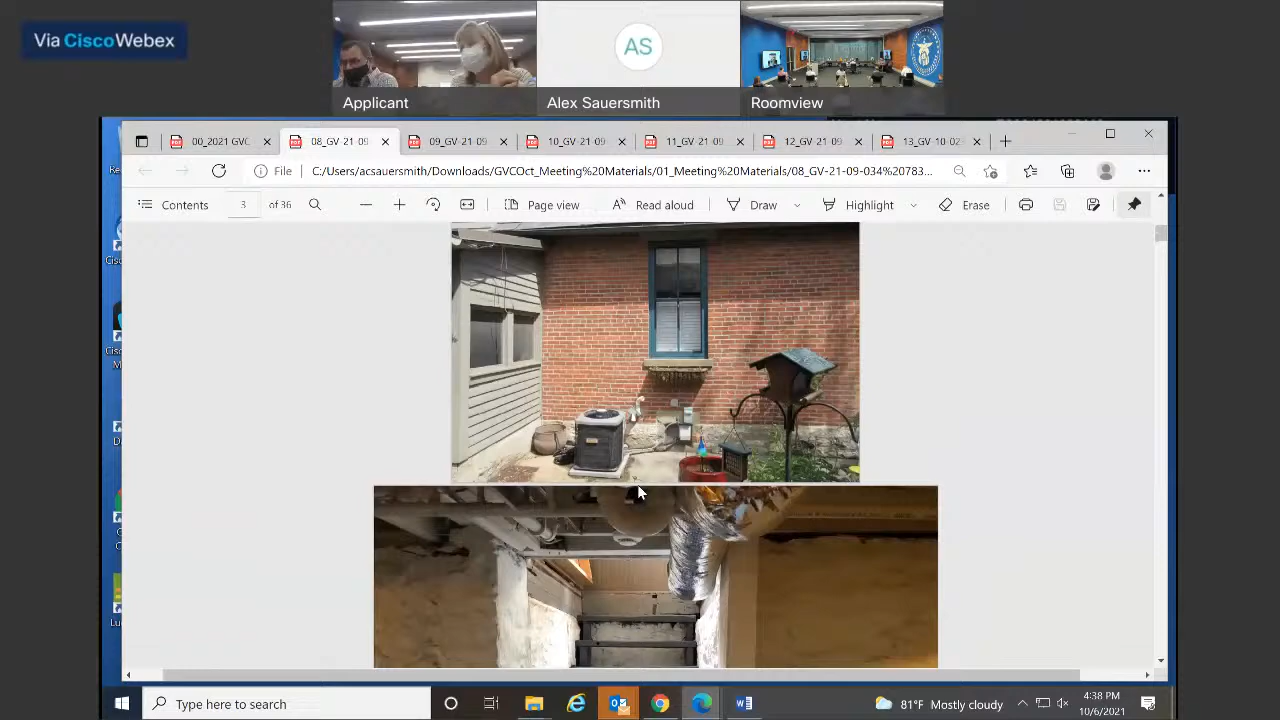 Via Cisco Webex
AS
Applicant
Alex Sauersmith
Roomview
00_2021 GVC
08_GV-21-09
09_GV-21-09
10_GV-21-09
11_GV-21-09
12_GV-21-09
13_GV-10-02
File
C:/Users/acsauersmith/Downloads/GVCOct_Meeting%20Materials/01_Meeting%20Materials/08_GV-21-09-034%20783...
Contents
3
of 36
Page view
Read aloud
Draw
Highlight
Erase
Type here to search
81°F Mostly cloudy
4:38 PM
10/6/2021